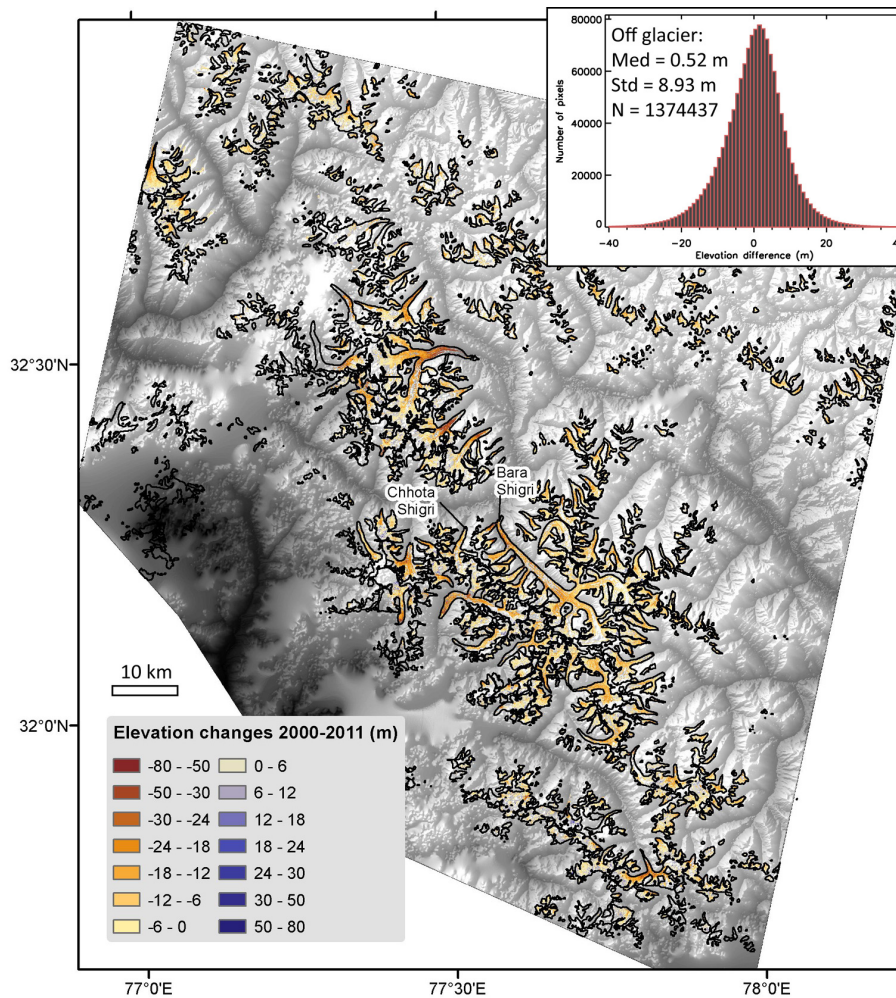 Off glacier:
Med = 0.52 m
Std = 8.93 m
N = 1374437
Number of pixels
80000
60000
40000
20000
0
-40
-20
0
20
Elevation difference (m)
32°30'N
Bara
Shigri
Chhota
Shigri
10 km
32°0'N
Elevation changes 2000-2011 (m)
-80 - -50
0 - 6
-50 - -30
6 - 12
-30 - -24
12 - 18
-24 - -18
18 - 24
-18 - -12
24 - 30
-12 - -6
30 - 50
-6 - 0
50 - 80
77°0'E
77°30'E
78°0'E